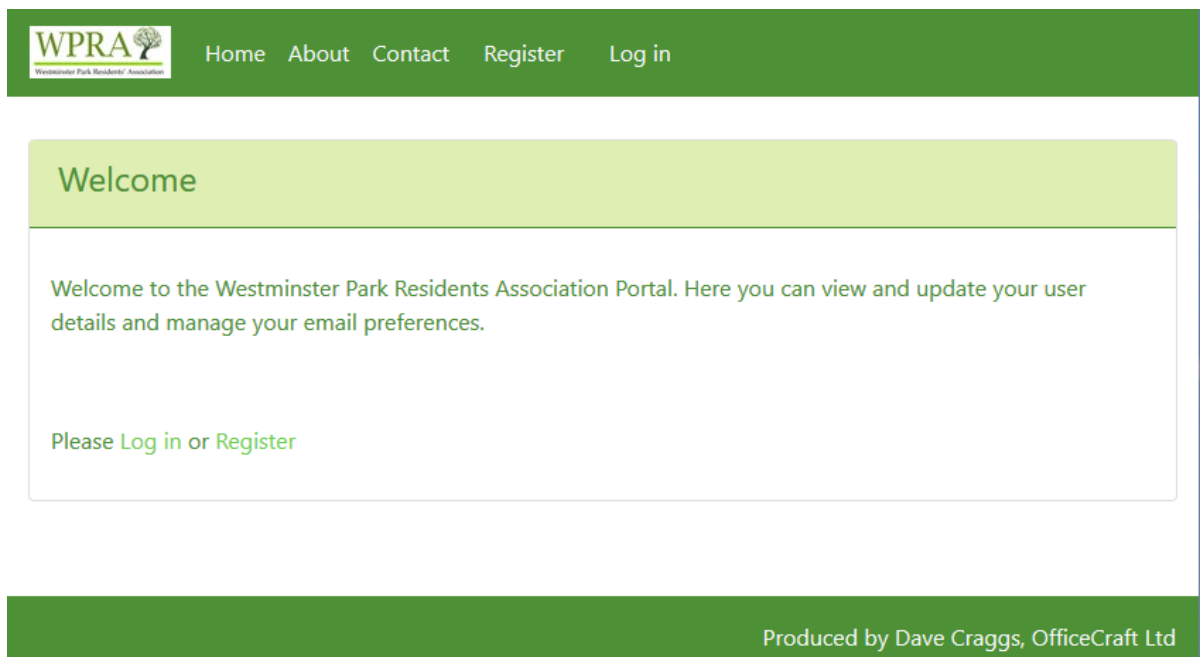 WPRA
Westminster Park Residents' Association
Home About Contact Register Log in
Welcome
Welcome to the Westminster Park Residents Association Portal. Here you can view and update your user
details and manage your email preferences.
Please Log in or Register
Produced by Dave Craggs, OfficeCraft Ltd